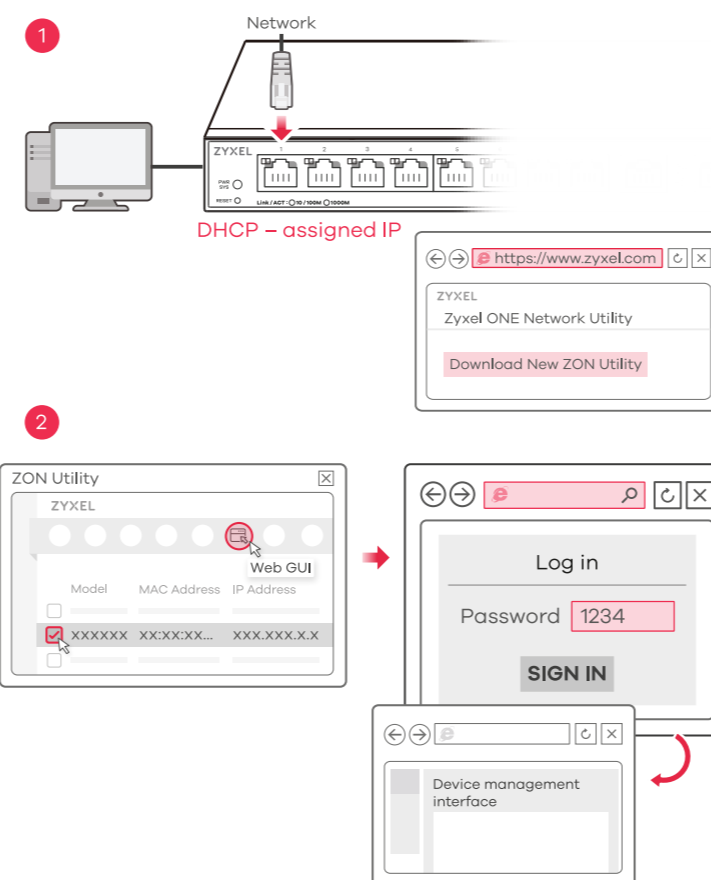 1
Network
ZYXEL
1 2 3 4 5
PWR
SYS
RESET
Link / ACT : 10 / 100M 1000M
DHCP – assigned IP
https://www.zyxel.com
ZYXEL
Zyxel ONE Network Utility
Download New ZON Utility
2
ZON Utility
ZYXEL
Web GUI
Model MAC Address IP Address
XXXXXX XX:XX:XX... XXX.XXX.X.X
Log in
Password 1234
SIGN IN
Device management
interface